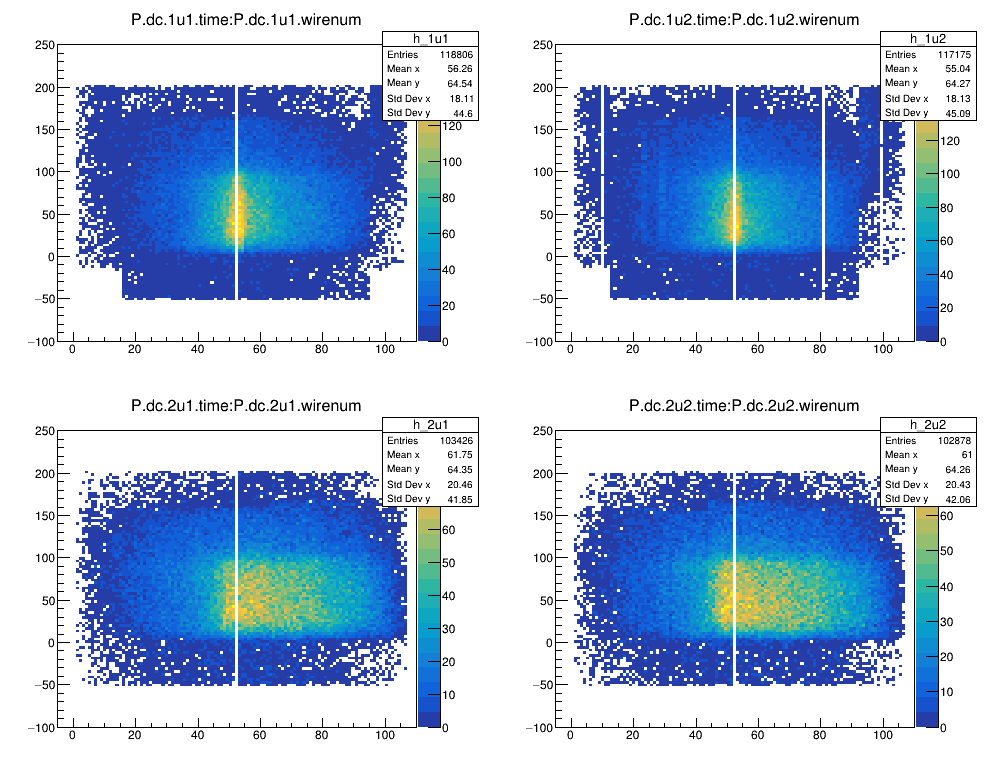 P.dc.1u1.time:P.dc.1u1.wirenum
h_1u1
Entries 118806
Mean x 56.26
Mean y 64.54
Std Dev x 18.11
Std Dev y 44.6
250
200
150
100
50
0
−50
−100
0 20 40 60 80 100
120
100
80
60
40
20
0
P.dc.1u2.time:P.dc.1u2.wirenum
h_1u2
Entries 117175
Mean x 55.04
Mean y 64.27
Std Dev x 18.13
Std Dev y 45.09
250
200
150
100
50
0
−50
−100
0 20 40 60 80 100
120
100
80
60
40
20
0
P.dc.2u1.time:P.dc.2u1.wirenum
h_2u1
Entries 103426
Mean x 61.75
Mean y 64.35
Std Dev x 20.46
Std Dev y 41.85
250
200
150
100
50
0
−50
−100
0 20 40 60 80 100
60
50
40
30
20
10
0
P.dc.2u2.time:P.dc.2u2.wirenum
h_2u2
Entries 102878
Mean x 61
Mean y 64.26
Std Dev x 20.43
Std Dev y 42.06
250
200
150
100
50
0
−50
−100
0 20 40 60 80 100
60
50
40
30
20
10
0